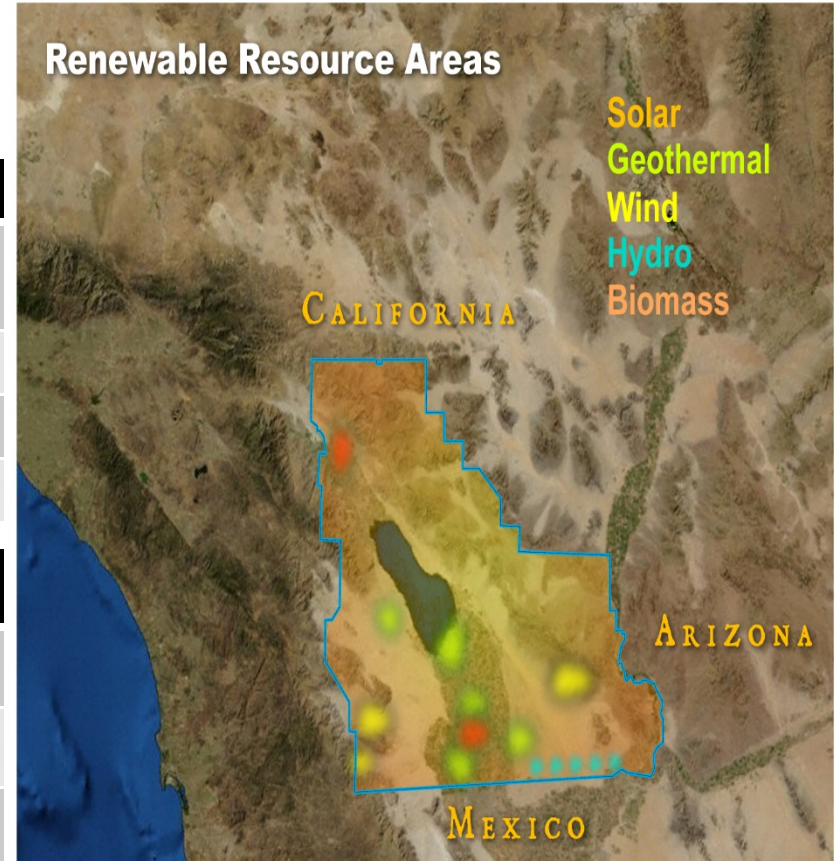 Renewable Resource Areas
Solar
Geothermal
Wind
Hydro
Biomass
CALIFORNIA
ARIZONA
MEXICO